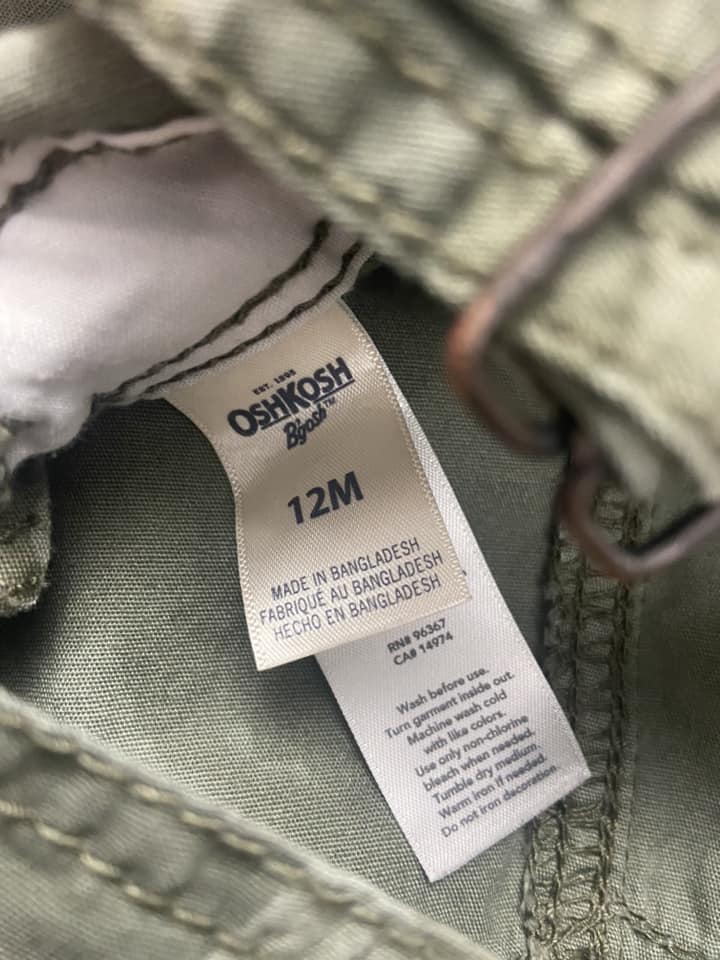 EST. 1895
OSHKOSH
B'gosh™
12M
MADE IN BANGLADESH
FABRIQUÉ AU BANGLADESH
HECHO EN BANGLADESH
RN# 96367
CA# 14974
Wash before use.
Turn garment inside out.
Machine wash cold
with like colors.
Use only non-chlorine
bleach when needed.
Tumble dry medium.
Warm iron if needed.
Do not iron decoration.